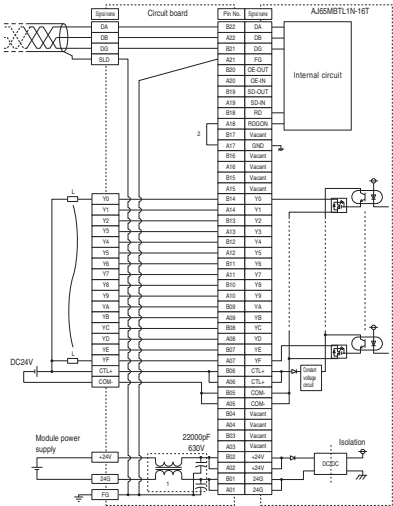 Signal name Circuit board Pin No. Signal name AJ65MBTL1N-16T
DA B22 DA
DB A22 DB
DG B21 DG
SLD A21 FG
B20 OE-OUT
A20 OE-IN
B19 SD-OUT
A19 SD-IN
B18 RD
A18 RDGON
B17 Vacant
A17 GND
B16 Vacant
A16 Vacant
B15 Vacant
A15 Vacant
Internal circuit
2
L
Y0 B14 Y0
Y1 A14 Y1
Y2 B13 Y2
Y3 A13 Y3
Y4 B12 Y4
Y5 A12 Y5
Y6 B11 Y6
Y7 A11 Y7
Y8 B10 Y8
Y9 A10 Y9
YA B09 YA
YB A09 YB
YC B08 YC
YD A08 YD
YE B07 YE
YF A07 YF
L
DC24V
CTL+ B06 CTL+
COM- A06 CTL+
B05 COM-
A05 COM-
B04 Vacant
A04 Vacant
B03 Vacant
A03 Vacant
Constant
voltage
circuit
Module power
supply
22000pF
630V
Isolation
+24V B02 +24V
A02 +24V
24G B01 24G
FG A01 24G
1
DC/DC